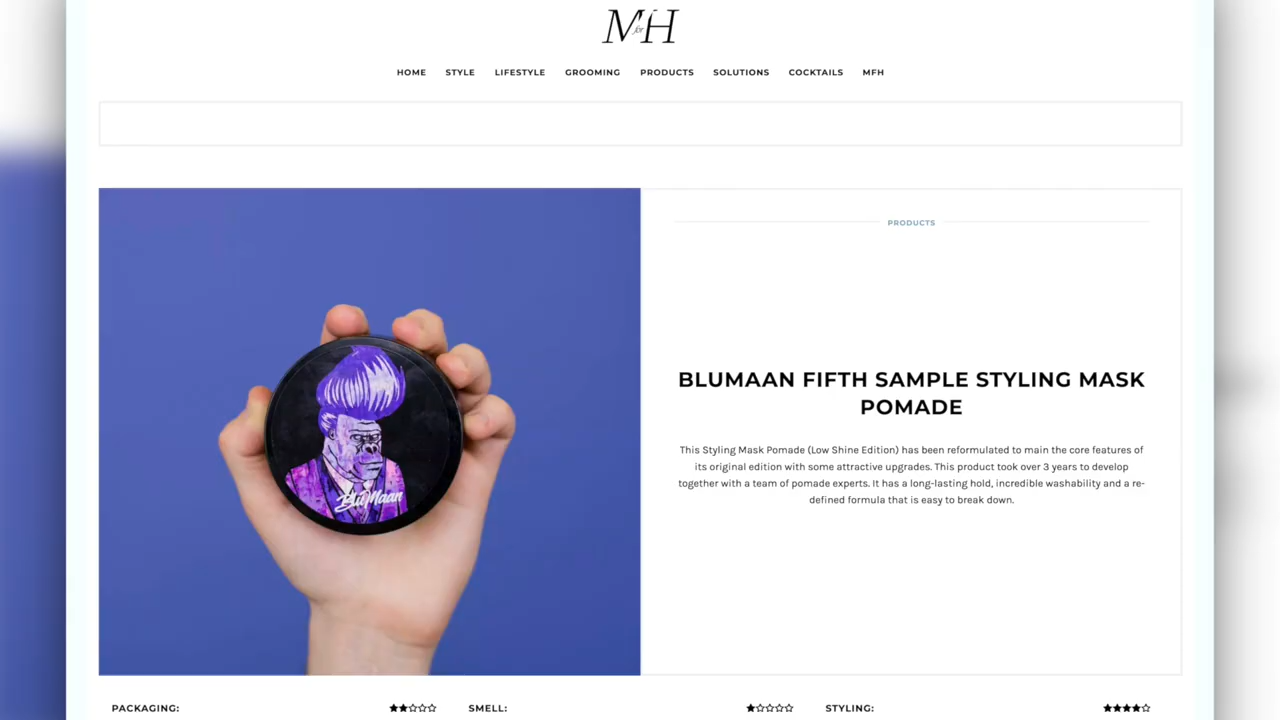 M for H
HOME STYLE LIFESTYLE GROOMING PRODUCTS SOLUTIONS COCKTAILS MFH
PRODUCTS
BLUMAAN FIFTH SAMPLE STYLING MASK
POMADE
This Styling Mask Pomade (Low Shine Edition) has been reformulated to main the core features of
its original edition with some attractive upgrades. This product took over 3 years to develop
together with a team of pomade experts. It has a long-lasting hold, incredible washability and a re-
defined formula that is easy to break down.
BluMaan
PACKAGING: ★★☆☆☆ SMELL: ★☆☆☆☆ STYLING: ★★★★☆